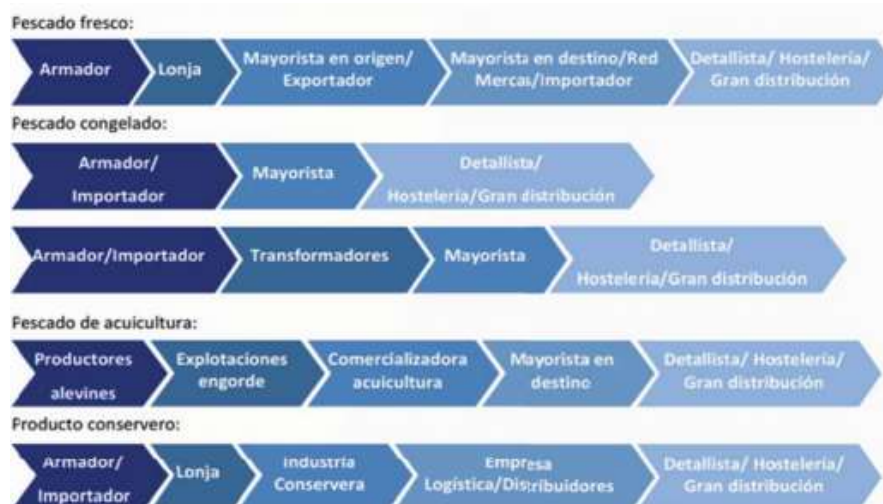 Pescado fresco:
Armador
Lonja
Mayorista en origen/
Exportador
Mayorista en destino/Red
Mercas/Importador
Detallista/ Hostelería/
Gran distribución
Pescado congelado:
Armador/
Importador
Mayorista
Detallista/
Hostelería/Gran distribución
Armador/Importador
Transformadores
Mayorista
Detallista/
Hostelería/Gran distribución
Pescado de acuicultura:
Productores
alevines
Explotaciones
engorde
Comercializadora
acuicultura
Mayorista en
destino
Detallista/ Hostelería/
Gran distribución
Producto conservero:
Armador/
Importador
Lonja
Industria
Conservera
Empresa
Logística/Distribuidores
Detallista/ Hostelería/
Gran distribución